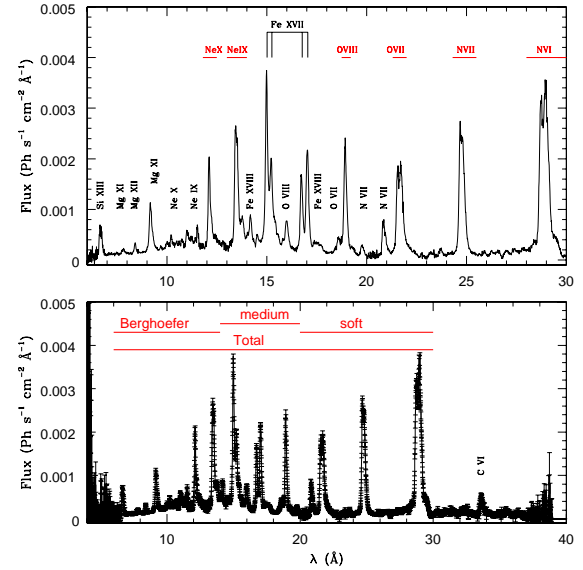 Fe XVII
NeX NeIX OVIII OVII NVII NVI
Si XIII
Mg XI
Mg XII
Mg XI
Ne X
Ne IX
Fe XVIII
O VIII
Fe XVIII
O VII
N VII
N VII
Flux (Ph s⁻¹ cm⁻² Å⁻¹)
0.005
0.004
0.003
0.002
0.001
0
10 15 20 25 30
medium
Berghoefer soft
Total
C VI
Flux (Ph s⁻¹ cm⁻² Å⁻¹)
0.005
0.004
0.003
0.002
0.001
0
10 20 30 40
λ (Å)